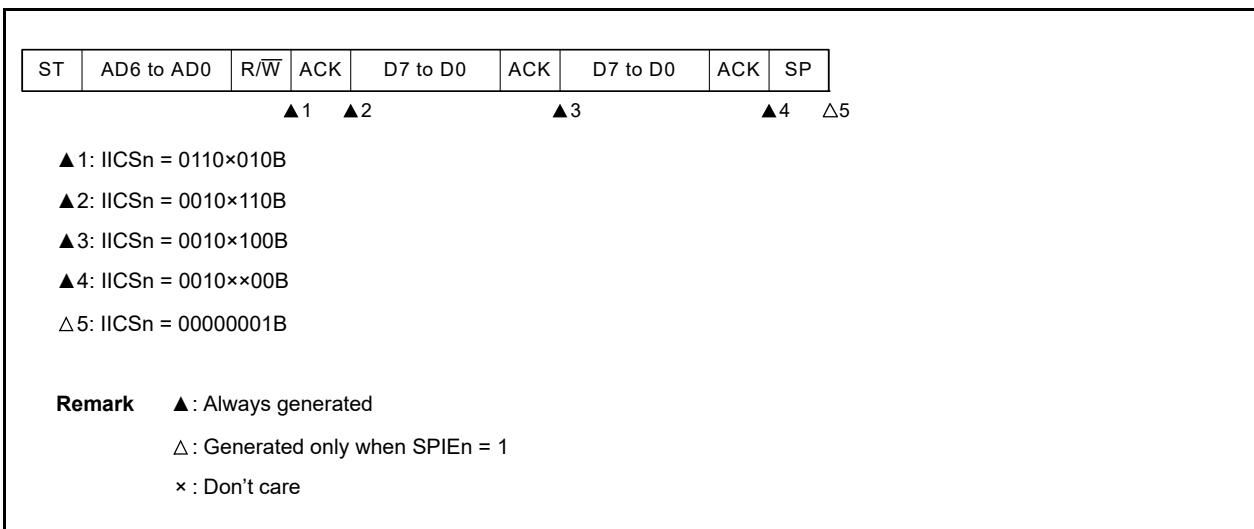 ST AD6 to AD0 R/W̅ ACK D7 to D0 ACK D7 to D0 ACK SP
▲1 ▲2 ▲3 ▲4 △5
▲1: IICSn = 0110×010B
▲2: IICSn = 0010×110B
▲3: IICSn = 0010×100B
▲4: IICSn = 0010××00B
△5: IICSn = 00000001B
Remark ▲: Always generated
△: Generated only when SPIEn = 1
×: Don’t care